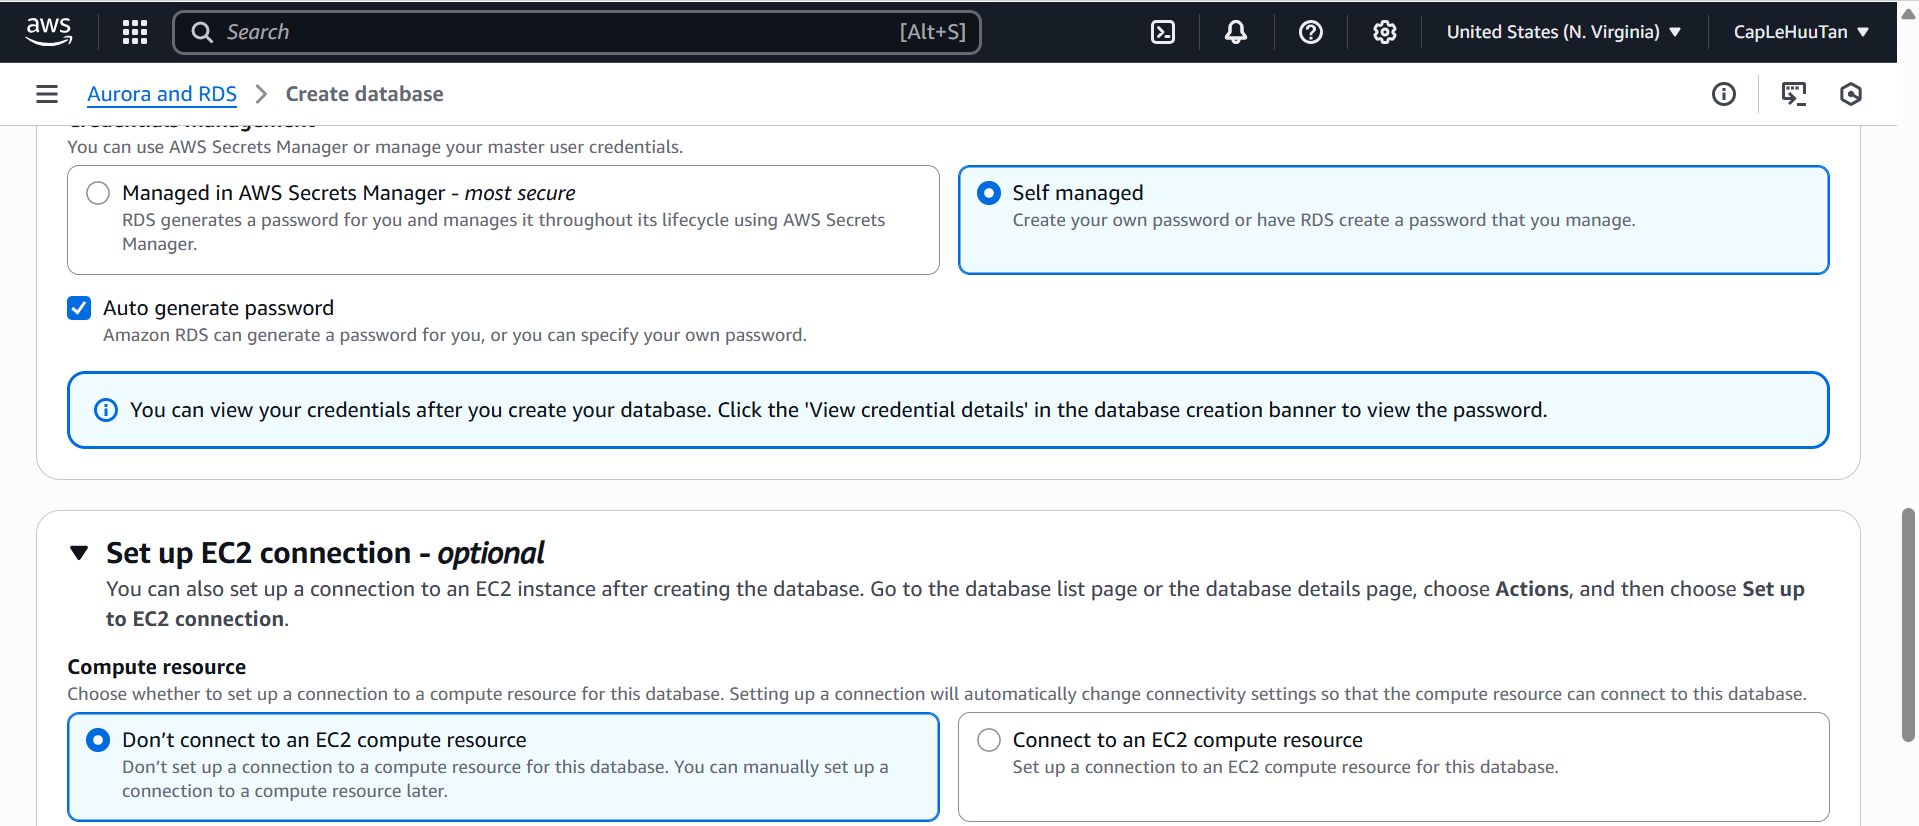 aws
Search
[Alt+S]
United States (N. Virginia)
CapLeHuuTan
Aurora and RDS
Create database
Credentials management
You can use AWS Secrets Manager or manage your master user credentials.
Managed in AWS Secrets Manager - most secure
RDS generates a password for you and manages it throughout its lifecycle using AWS Secrets
Manager.
Self managed
Create your own password or have RDS create a password that you manage.
Auto generate password
Amazon RDS can generate a password for you, or you can specify your own password.
You can view your credentials after you create your database. Click the 'View credential details' in the database creation banner to view the password.
Set up EC2 connection - optional
You can also set up a connection to an EC2 instance after creating the database. Go to the database list page or the database details page, choose Actions, and then choose Set up
to EC2 connection.
Compute resource
Choose whether to set up a connection to a compute resource for this database. Setting up a connection will automatically change connectivity settings so that the compute resource can connect to this database.
Don’t connect to an EC2 compute resource
Don’t set up a connection to a compute resource for this database. You can manually set up a
connection to a compute resource later.
Connect to an EC2 compute resource
Set up a connection to an EC2 compute resource for this database.